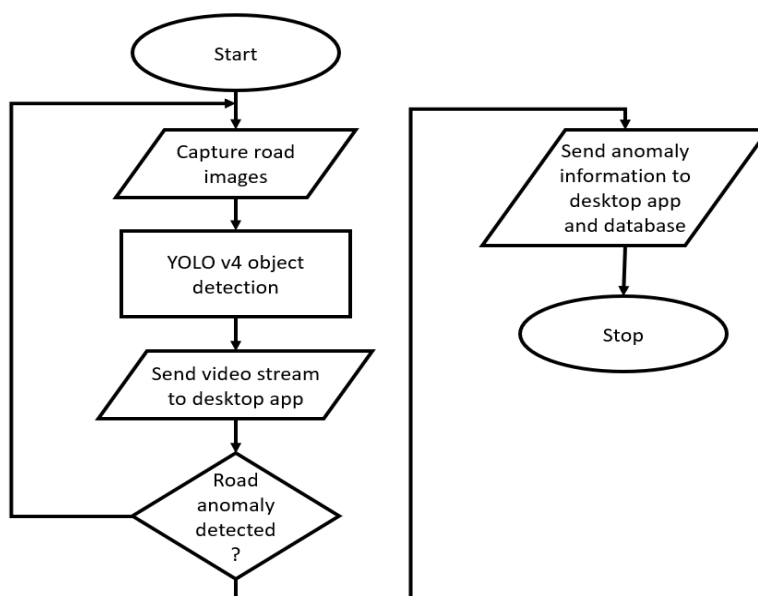 Start
Capture road
images
YOLO v4 object
detection
Send video stream
to desktop app
Road
anomaly
detected
?
Send anomaly
information to
desktop app
and database
Stop